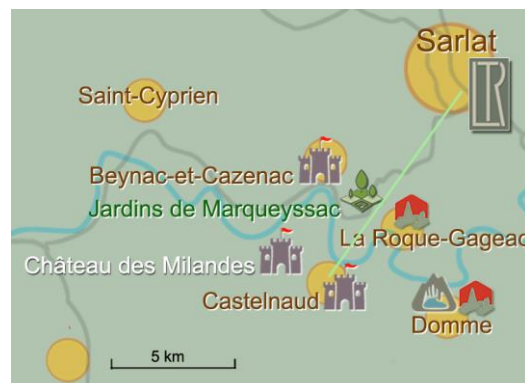 Sarlat
Saint-Cyprien
Beynac-et-Cazenac
Jardins de Marqueyssac
La Roque-Gageac
Château des Milandes
Castelnaud
Domme
5 km